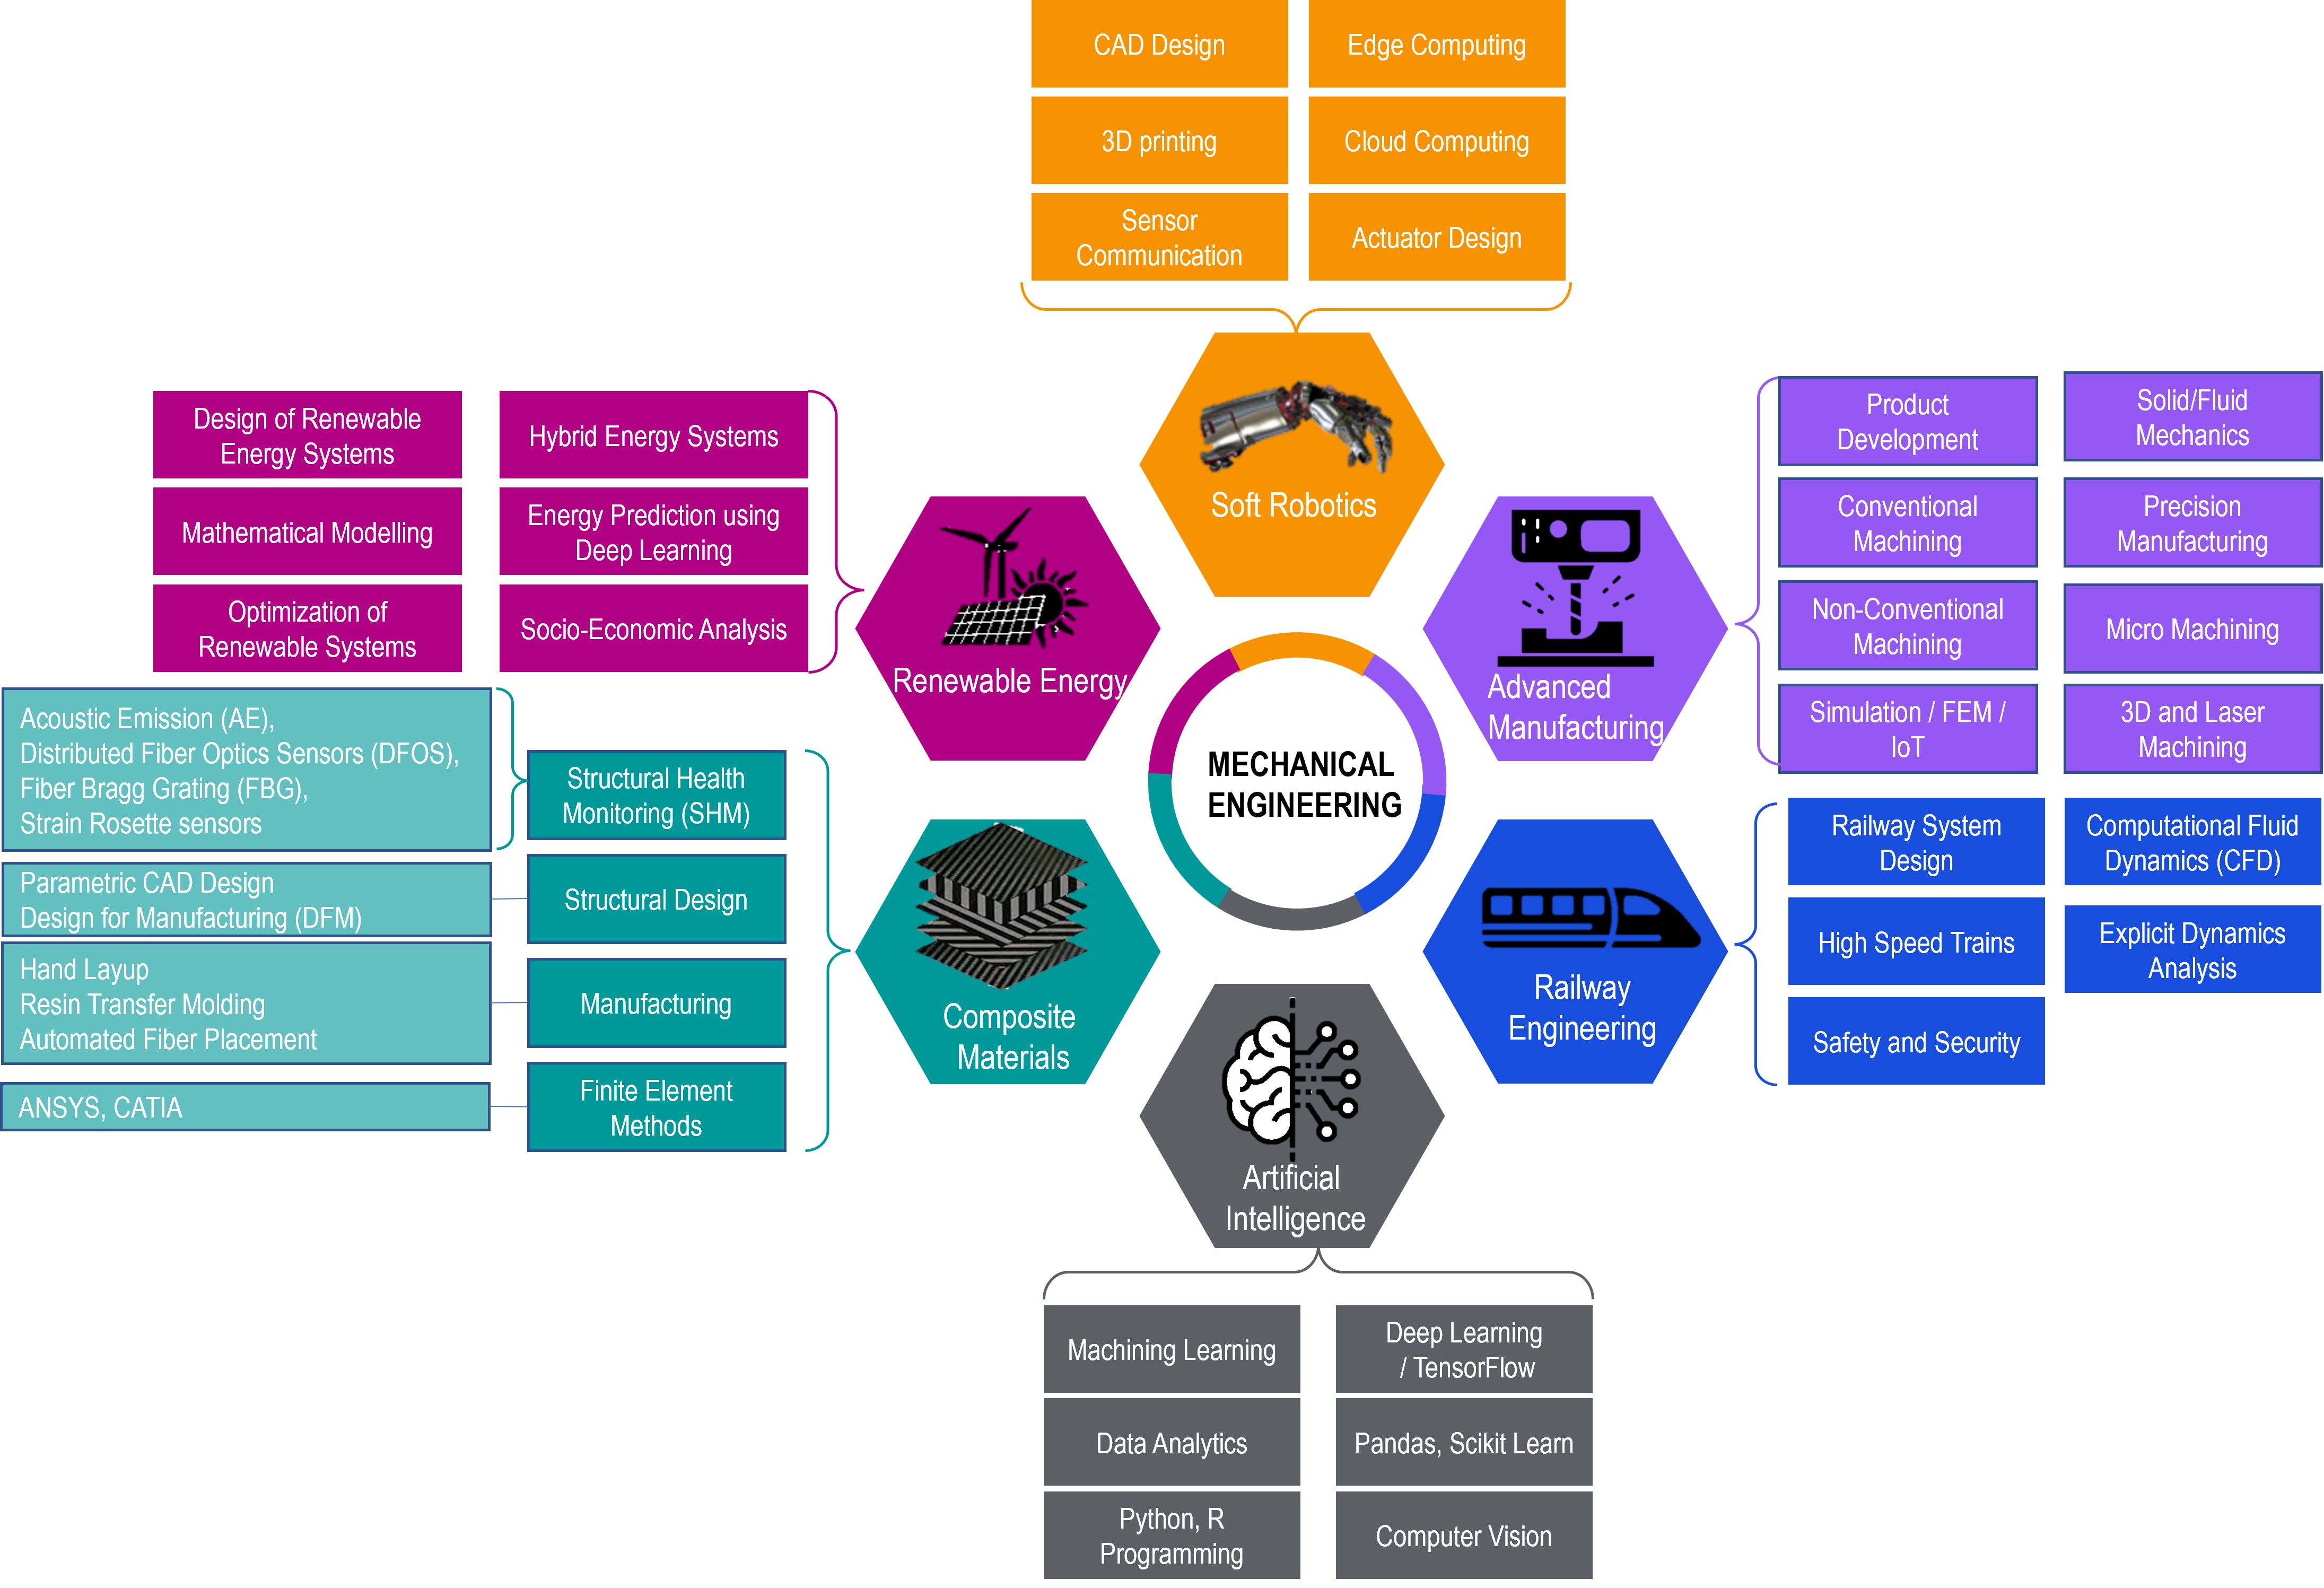 CAD Design
Edge Computing
3D printing
Cloud Computing
Sensor
Communication
Actuator Design
Soft Robotics
Design of Renewable
Energy Systems
Hybrid Energy Systems
Mathematical Modelling
Energy Prediction using
Deep Learning
Optimization of
Renewable Systems
Socio-Economic Analysis
Renewable Energy
Product
Development
Solid/Fluid
Mechanics
Conventional
Machining
Precision
Manufacturing
Non-Conventional
Machining
Micro Machining
Simulation / FEM /
IoT
3D and Laser
Machining
Advanced
Manufacturing
MECHANICAL
ENGINEERING
Acoustic Emission (AE),
Distributed Fiber Optics Sensors (DFOS),
Fiber Bragg Grating (FBG),
Strain Rosette sensors
Structural Health
Monitoring (SHM)
Parametric CAD Design
Design for Manufacturing (DFM)
Structural Design
Hand Layup
Resin Transfer Molding
Automated Fiber Placement
Manufacturing
ANSYS, CATIA
Finite Element
Methods
Composite
Materials
Railway System
Design
Computational Fluid
Dynamics (CFD)
High Speed Trains
Explicit Dynamics
Analysis
Safety and Security
Railway
Engineering
Artificial
Intelligence
Machining Learning
Deep Learning
/ TensorFlow
Data Analytics
Pandas, Scikit Learn
Python, R
Programming
Computer Vision